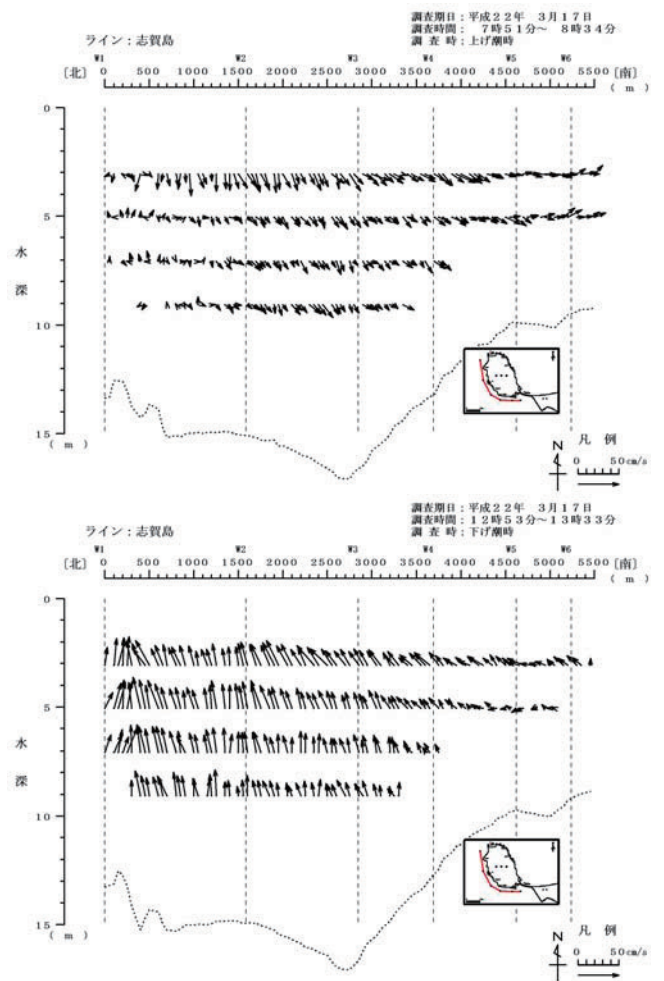 調査期日：平成２２年　３月１７日
調査時間：　７時５１分～　８時３４分
調 査 時：上げ潮時
ライン：志賀島
W1 W2 W3 W4 W5 W6
[北] 0 500 1000 1500 2000 2500 3000 3500 4000 4500 5000 5500 [南]
( m )
0
5
水
深
10
15
( m )
N
凡　例
0 50cm/s
調査期日：平成２２年　３月１７日
調査時間：１２時５３分～１３時３３分
調 査 時：下げ潮時
ライン：志賀島
W1 W2 W3 W4 W5 W6
[北] 0 500 1000 1500 2000 2500 3000 3500 4000 4500 5000 5500 [南]
( m )
0
5
水
深
10
15
( m )
N
凡　例
0 50cm/s